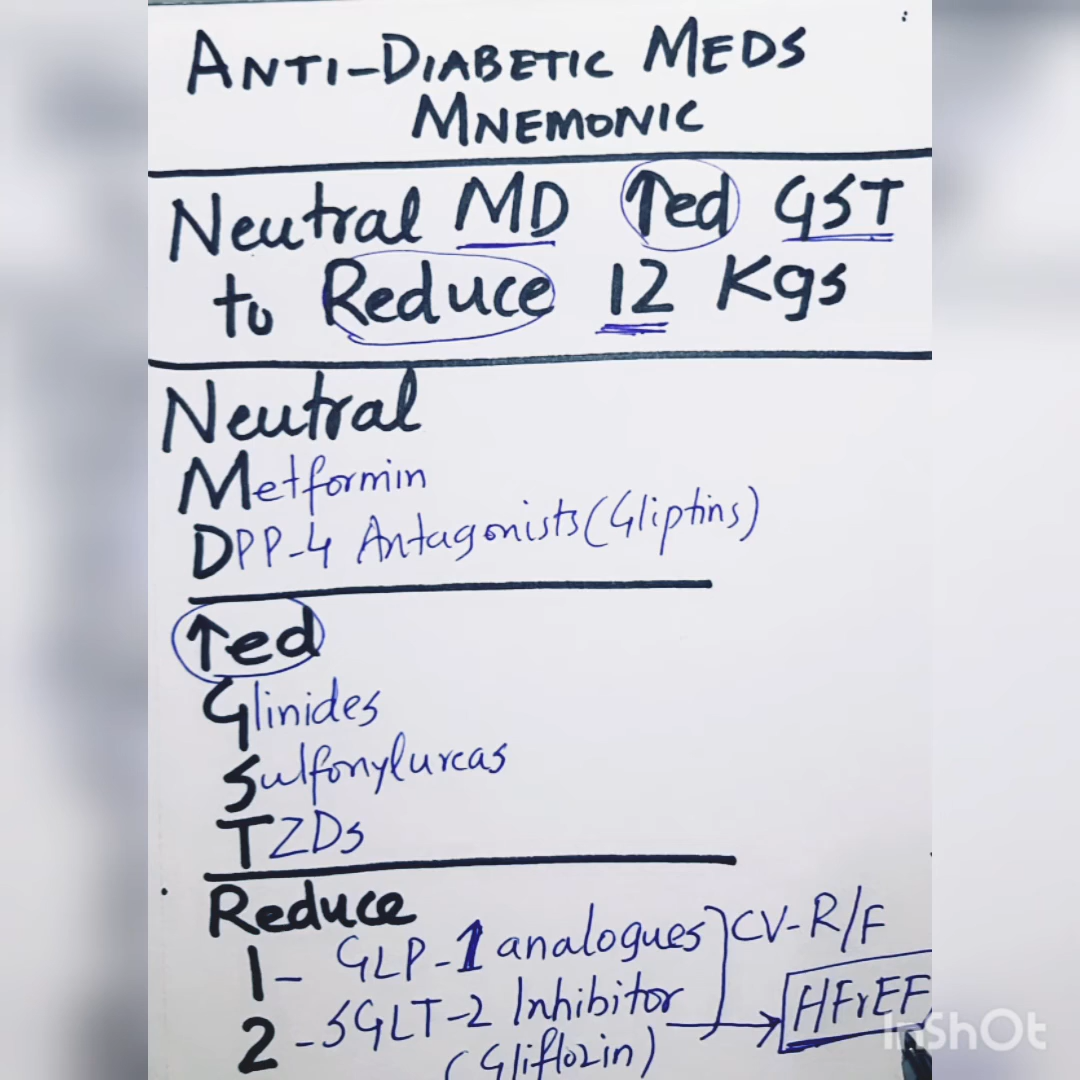 ANTI-DIABETIC MEDS
MNEMONIC
Neutral MD ↑ed GST
to Reduce 12 Kgs
Neutral
Metformin
DPP-4 Antagonists (Gliptins)
↑ed
Glinides
Sulfonylureas
TZDs
Reduce
1 - GLP-1 analogues CV-R/F
2 - SGLT-2 Inhibitor → HFrEF
(Gliflozin)
InShOt